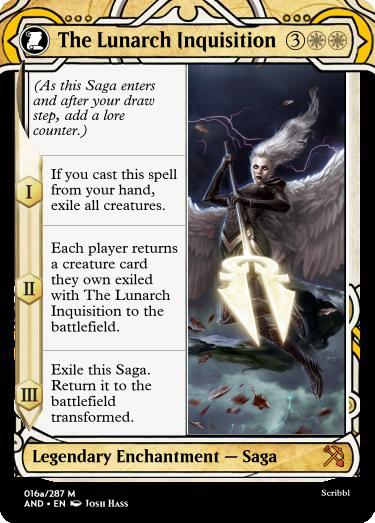 The Lunarch Inquisition 3
(As this Saga enters
and after your draw
step, add a lore
counter.)
I
If you cast this spell
from your hand,
exile all creatures.
II
Each player returns
a creature card
they own exiled
with The Lunarch
Inquisition to the
battlefield.
III
Exile this Saga.
Return it to the
battlefield
transformed.
Legendary Enchantment — Saga
016a/287 M
Scribbl
AND • EN Josh Hass